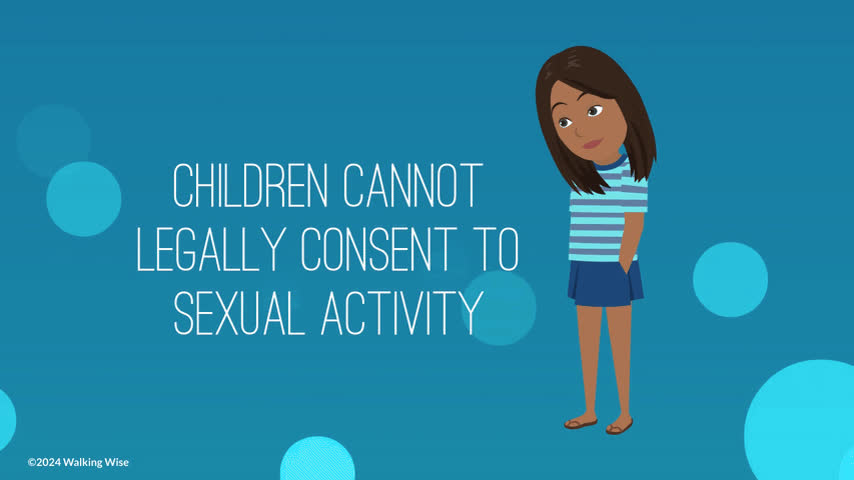 CHILDREN CANNOT
LEGALLY CONSENT TO
SEXUAL ACTIVITY
©2024 Walking Wise